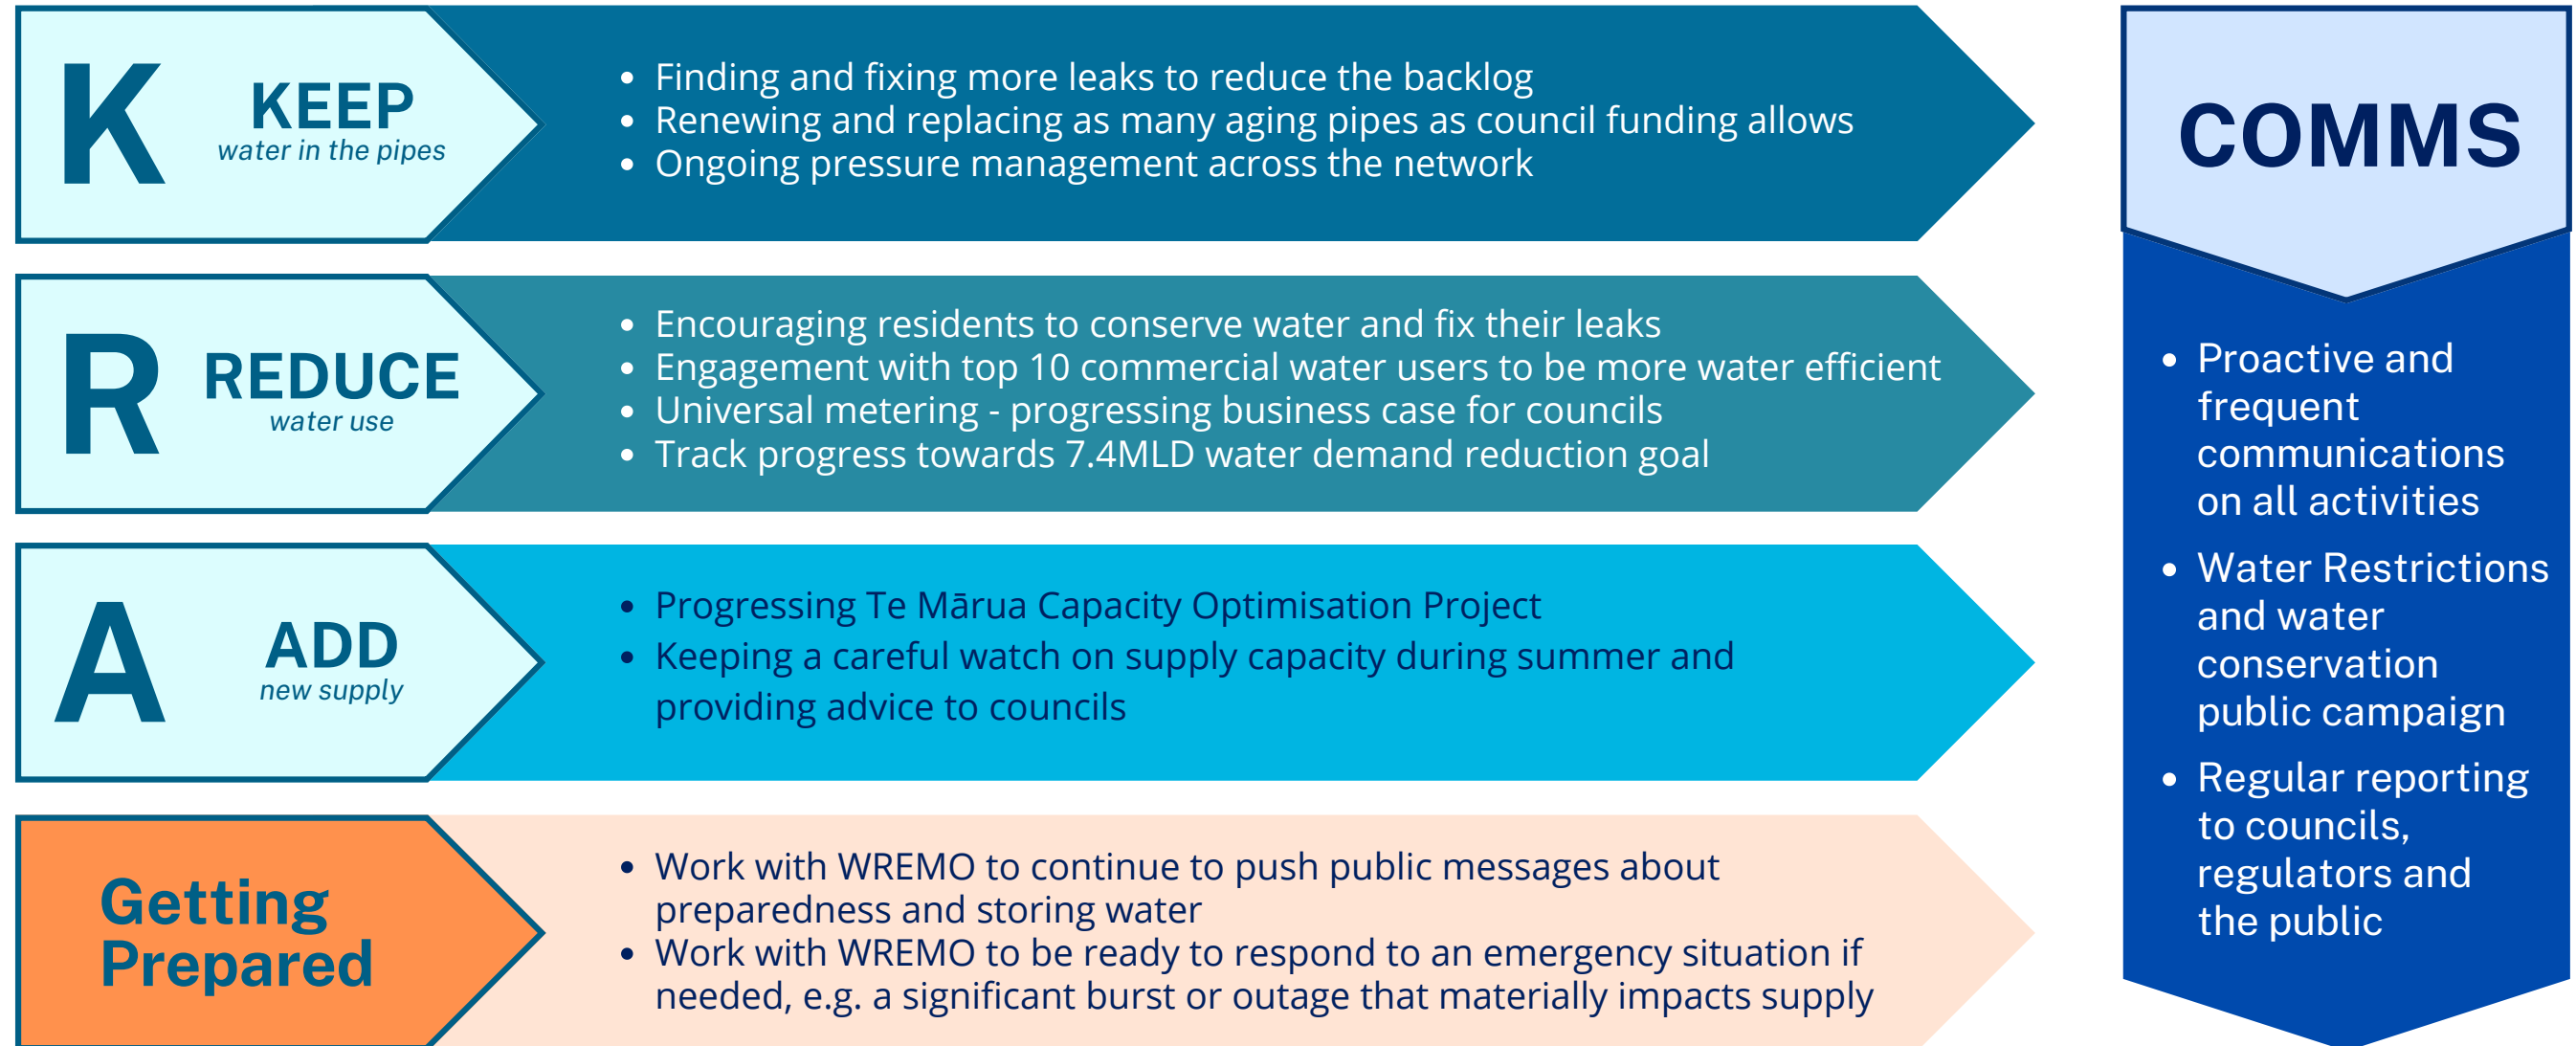 K
KEEP
water in the pipes
• Finding and fixing more leaks to reduce the backlog
• Renewing and replacing as many aging pipes as council funding allows
• Ongoing pressure management across the network
R
REDUCE
water use
• Encouraging residents to conserve water and fix their leaks
• Engagement with top 10 commercial water users to be more water efficient
• Universal metering - progressing business case for councils
• Track progress towards 7.4MLD water demand reduction goal
A
ADD
new supply
• Progressing Te Mārua Capacity Optimisation Project
• Keeping a careful watch on supply capacity during summer and
providing advice to councils
Getting
Prepared
• Work with WREMO to continue to push public messages about
preparedness and storing water
• Work with WREMO to be ready to respond to an emergency situation if
needed, e.g. a significant burst or outage that materially impacts supply
COMMS
• Proactive and
frequent
communications
on all activities
• Water Restrictions
and water
conservation
public campaign
• Regular reporting
to councils,
regulators and
the public